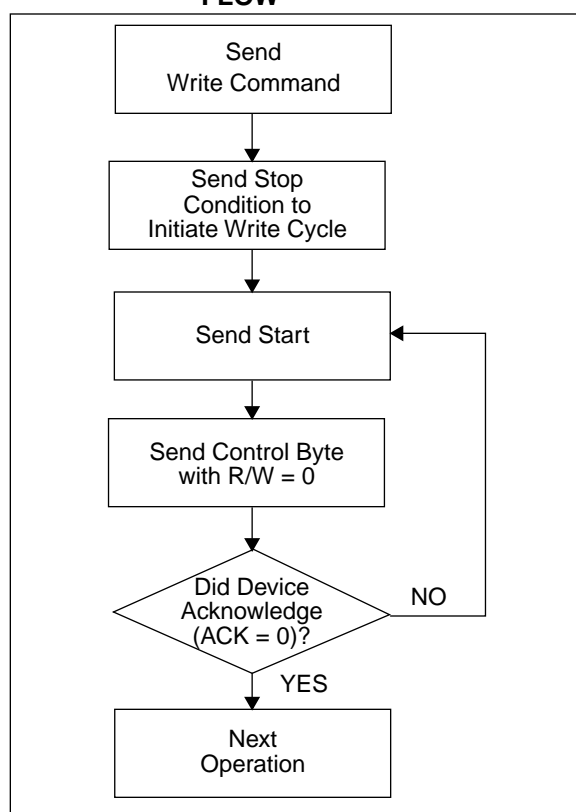 FLOW
Send
Write Command
Send Stop
Condition to
Initiate Write Cycle
Send Start
Send Control Byte
with R/W = 0
Did Device
Acknowledge
(ACK = 0)?
NO
YES
Next
Operation